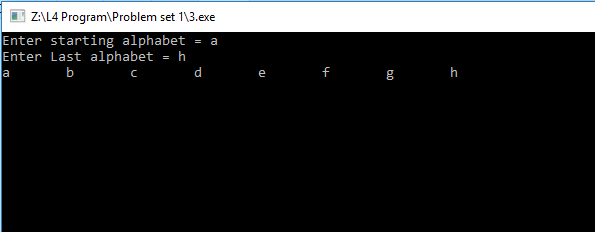 Z:\L4 Program\Problem set 1\3.exe
Enter starting alphabet = a
Enter Last alphabet = h
a       b       c       d       e       f       g       h